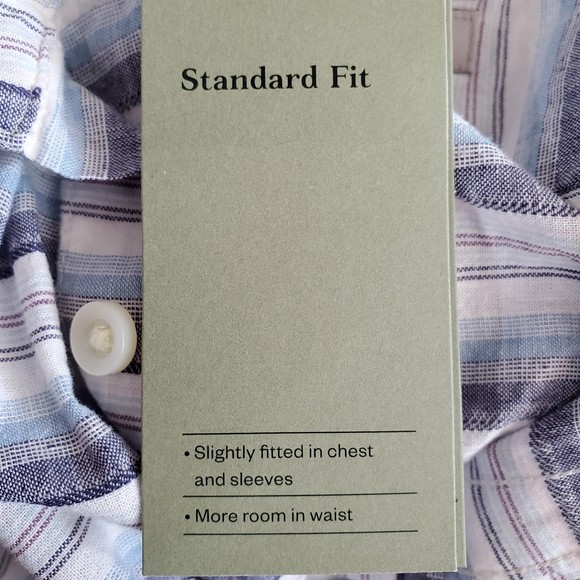 Standard Fit
• Slightly fitted in chest
and sleeves
• More room in waist